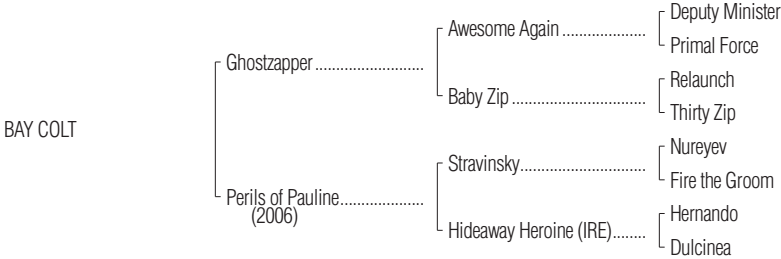 Deputy Minister
Awesome Again ....................
Primal Force
Ghostzapper ..........................
Relaunch
Baby Zip ................................
Thirty Zip
BAY COLT
Nureyev
Stravinsky..............................
Fire the Groom
Perils of Pauline....................
(2006)
Hernando
Hideaway Heroine (IRE)........
Dulcinea